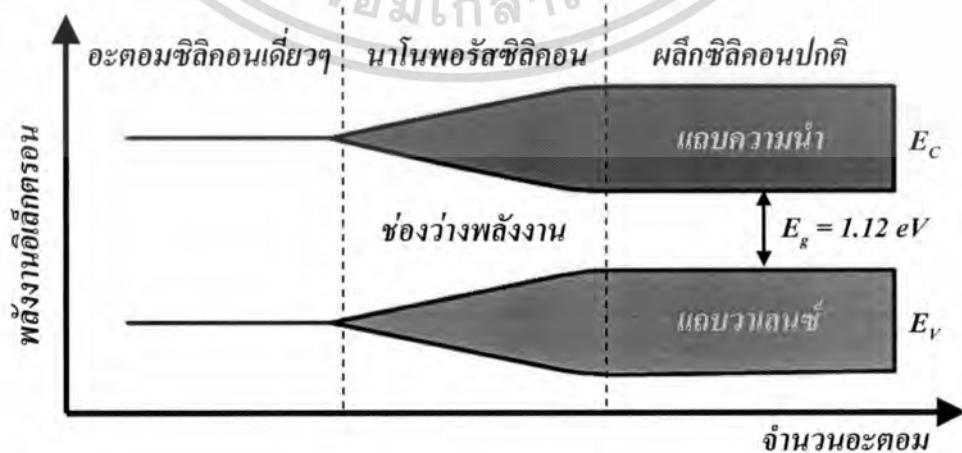 อะตอมซิลิคอนเดี่ยวๆ
นาโนพอรัสซิลิคอน
ผลึกซิลิคอนปกติ
พลังงานอิเล็กตรอน
แถบความนำ
E_C
ช่องว่างพลังงาน
E_g = 1.12 eV
แถบวาเลนซ์
E_V
จำนวนอะตอม